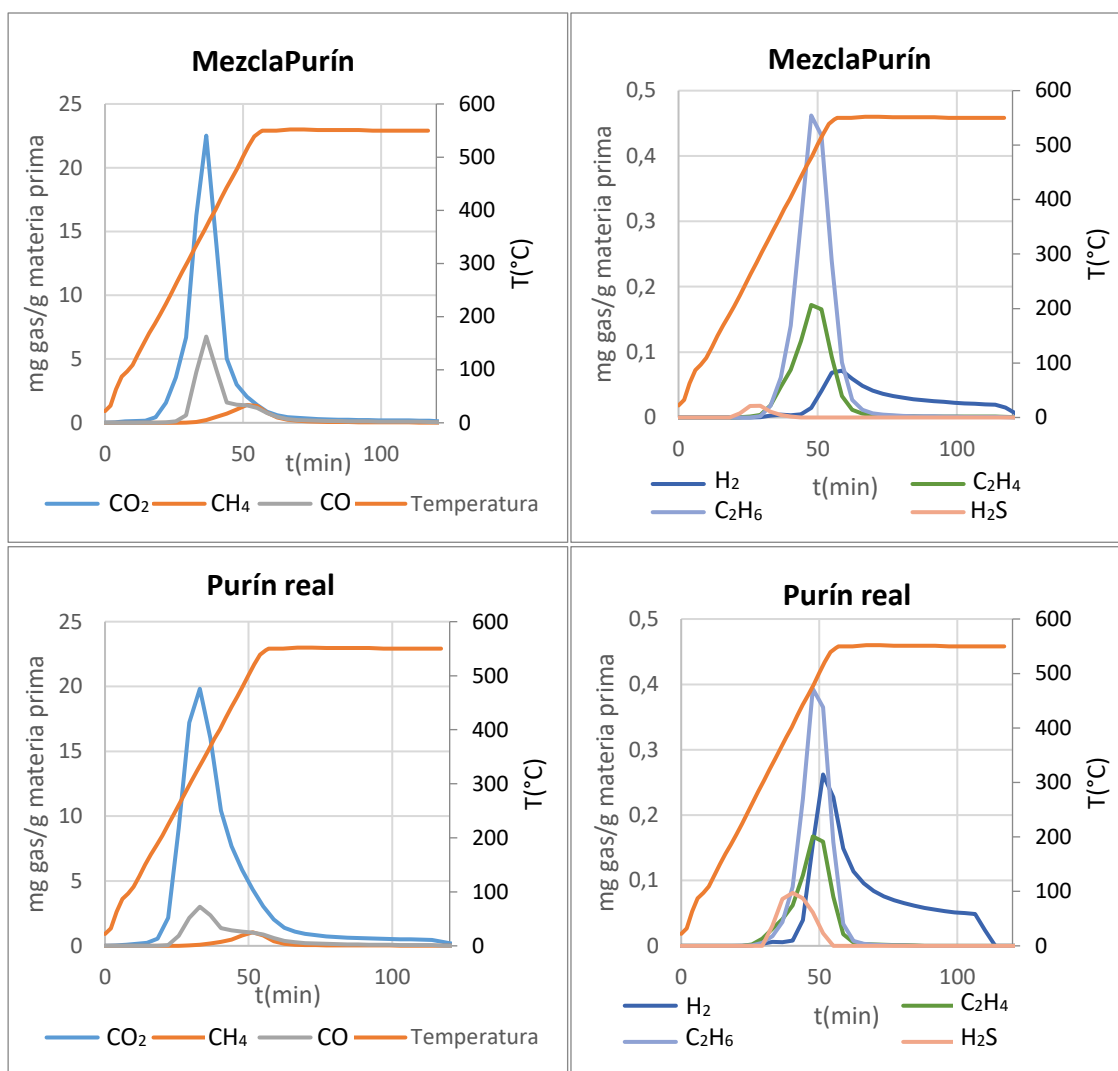 MezclaPurín
mg gas/g materia prima
25
20
15
10
5
0
600
500
400
300
200
100
0
T(°C)
0 50 100
t(min)
CO₂ CH₄ CO Temperatura
MezclaPurín
mg gas/g materia prima
0,5
0,4
0,3
0,2
0,1
0
600
500
400
300
200
100
0
T(°C)
0 50 100
t(min)
H₂ C₂H₄
C₂H₆ H₂S
Purín real
mg gas/g materia prima
25
20
15
10
5
0
600
500
400
300
200
100
0
T(°C)
0 50 100
t(min)
CO₂ CH₄ CO Temperatura
Purín real
mg gas/g materia prima
0,5
0,4
0,3
0,2
0,1
0
600
500
400
300
200
100
0
T(°C)
0 50 100
t(min)
H₂ C₂H₄
C₂H₆ H₂S